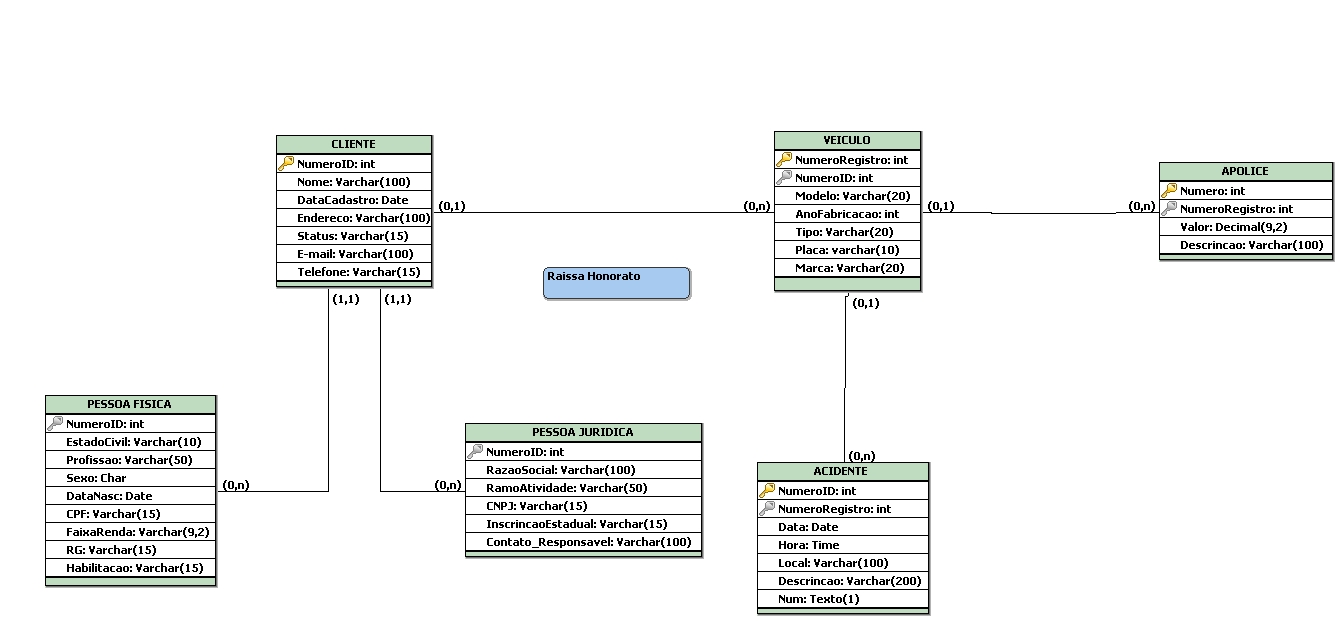 CLIENTE
NumeroID: int
Nome: Varchar(100)
DataCadastro: Date
Endereco: Varchar(100)
Status: Varchar(15)
E-mail: Varchar(100)
Telefone: Varchar(15)
(0,1)
(0,n)
(1,1)
(1,1)
VEICULO
NumeroRegistro: int
NumeroID: int
Modelo: Varchar(20)
AnoFabricacao: int
Tipo: Varchar(20)
Placa: varchar(10)
Marca: Varchar(20)
(0,1)
(0,n)
(0,1)
APOLICE
Numero: int
NumeroRegistro: int
Valor: Decimal(9,2)
Descricao: Varchar(100)
Raissa Honorato
PESSOA FISICA
NumeroID: int
EstadoCivil: Varchar(10)
Profissao: Varchar(50)
Sexo: Char
DataNasc: Date
CPF: Varchar(15)
FaixaRenda: Varchar(9,2)
RG: Varchar(15)
Habilitacao: Varchar(15)
(0,n)
(0,n)
PESSOA JURIDICA
NumeroID: int
RazaoSocial: Varchar(100)
RamoAtividade: Varchar(50)
CNPJ: Varchar(15)
InscricaoEstadual: Varchar(15)
Contato_Responsavel: Varchar(100)
(0,n)
ACIDENTE
NumeroID: int
NumeroRegistro: int
Data: Date
Hora: Time
Local: Varchar(100)
Descricao: Varchar(200)
Num: Texto(1)